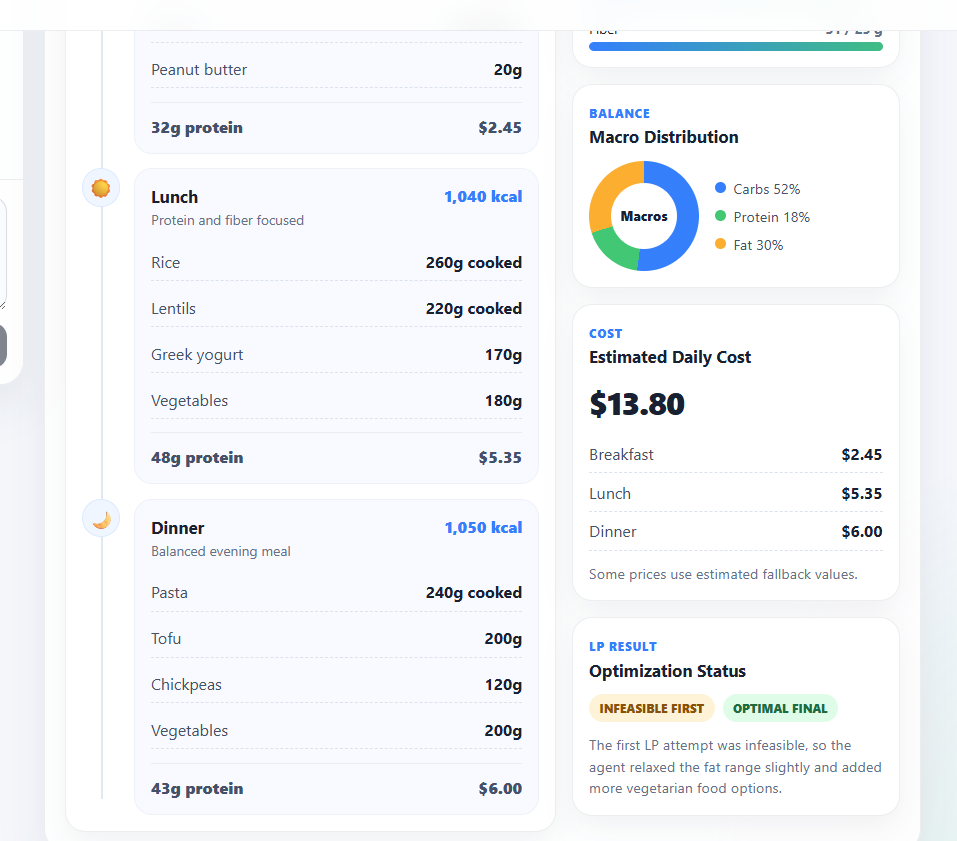 Peanut butter 20g
32g protein $2.45
Lunch 1,040 kcal
Protein and fiber focused
Rice 260g cooked
Lentils 220g cooked
Greek yogurt 170g
Vegetables 180g
48g protein $5.35
Dinner 1,050 kcal
Balanced evening meal
Pasta 240g cooked
Tofu 200g
Chickpeas 120g
Vegetables 200g
43g protein $6.00
BALANCE
Macro Distribution
Macros
Carbs 52%
Protein 18%
Fat 30%
COST
Estimated Daily Cost
$13.80
Breakfast $2.45
Lunch $5.35
Dinner $6.00
Some prices use estimated fallback values.
LP RESULT
Optimization Status
INFEASIBLE FIRST OPTIMAL FINAL
The first LP attempt was infeasible, so the
agent relaxed the fat range slightly and added
more vegetarian food options.